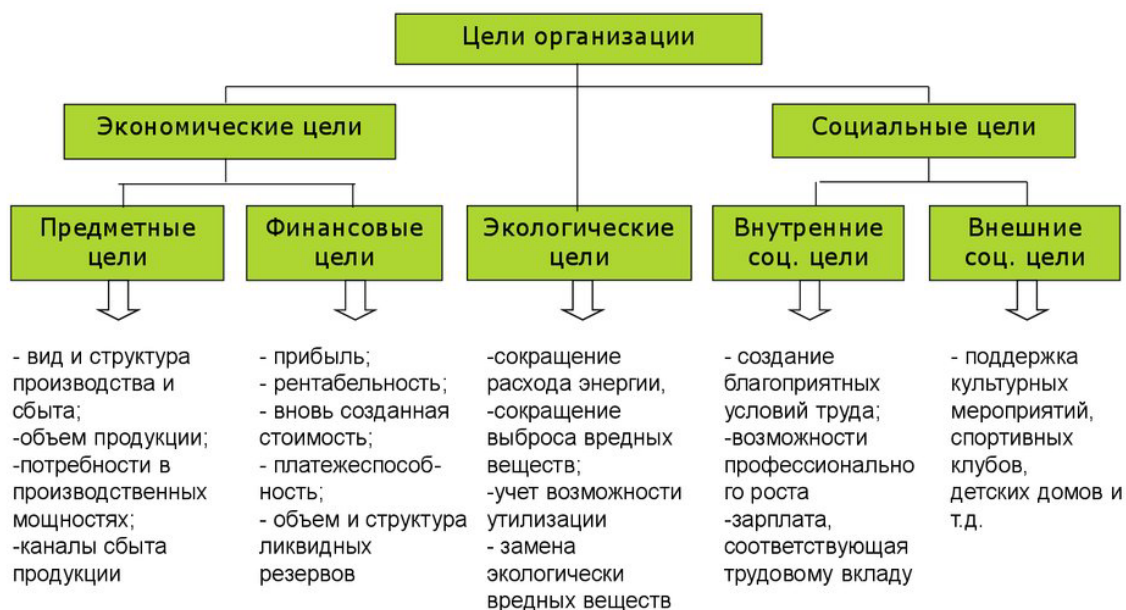 Цели организации
Экономические цели
Социальные цели
Предметные
цели
Финансовые
цели
Экологические
цели
Внутренние
соц. цели
Внешние
соц. цели
- вид и структура
производства и
сбыта;
-объем продукции;
-потребности в
производственных
мощностях;
-каналы сбыта
продукции
- прибыль;
- рентабельность;
- вновь созданная
стоимость;
- платежеспособ-
ность;
- объем и структура
ликвидных
резервов
-сокращение
расхода энергии,
-сокращение
выброса вредных
веществ;
-учет возможности
утилизации
- замена
экологически
вредных веществ
- создание
благоприятных
условий труда;
-возможности
профессионально
го роста
-зарплата,
соответствующая
трудовому вкладу
- поддержка
культурных
мероприятий,
спортивных
клубов,
детских домов и
т.д.